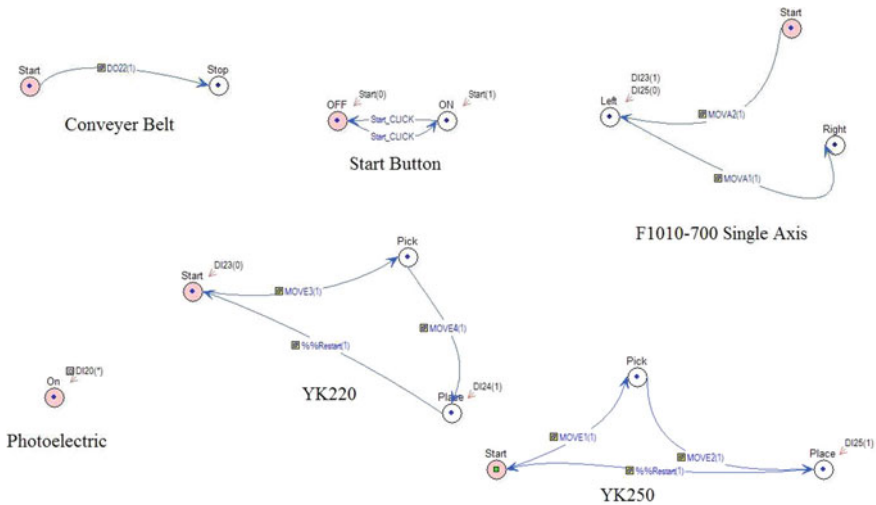 Start
DO22(1)
Stop
Conveyer Belt
OFF
Start(0)
ON
Start(1)
Start_CLICK
Start_CLICK
Start Button
Start
DI23(1)
DI25(0)
Left
MOVA2(1)
Right
MOVA1(1)
F1010-700 Single Axis
Start
DI23(0)
Pick
MOVE3(1)
MOVE4(1)
%%Restart(1)
Place
DI24(1)
YK220
On
DI20(*)
Photoelectric
Pick
MOVE1(1)
MOVE2(1)
Start
%%Restart(1)
Place
DI25(1)
YK250